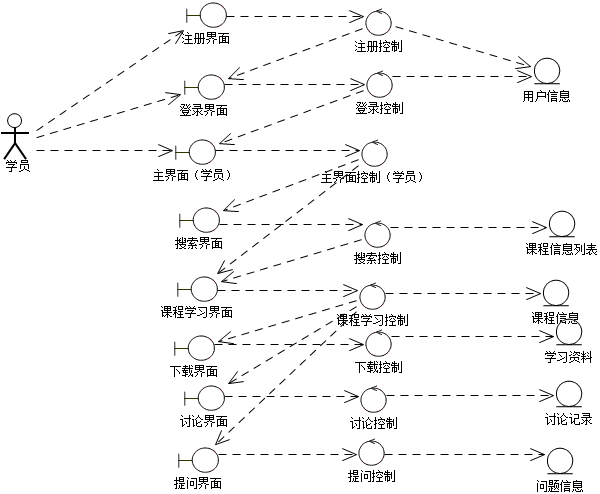 注册界面
注册控制
登录界面
登录控制
用户信息
学员
主界面（学员）
主界面控制（学员）
搜索界面
搜索控制
课程信息列表
课程学习界面
课程学习控制
课程信息
下载界面
下载控制
学习资料
讨论界面
讨论控制
讨论记录
提问界面
提问控制
问题信息